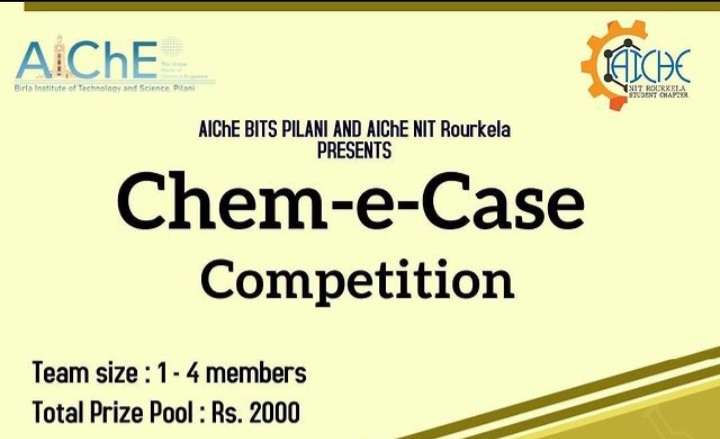 AIChE
Birla Institute of Technology and Science, Pilani
AIChE
NIT ROURKELA
STUDENT CHAPTER
AIChE BITS PILANI AND AIChE NIT Rourkela
PRESENTS
Chem-e-Case
Competition
Team size : 1 - 4 members
Total Prize Pool : Rs. 2000